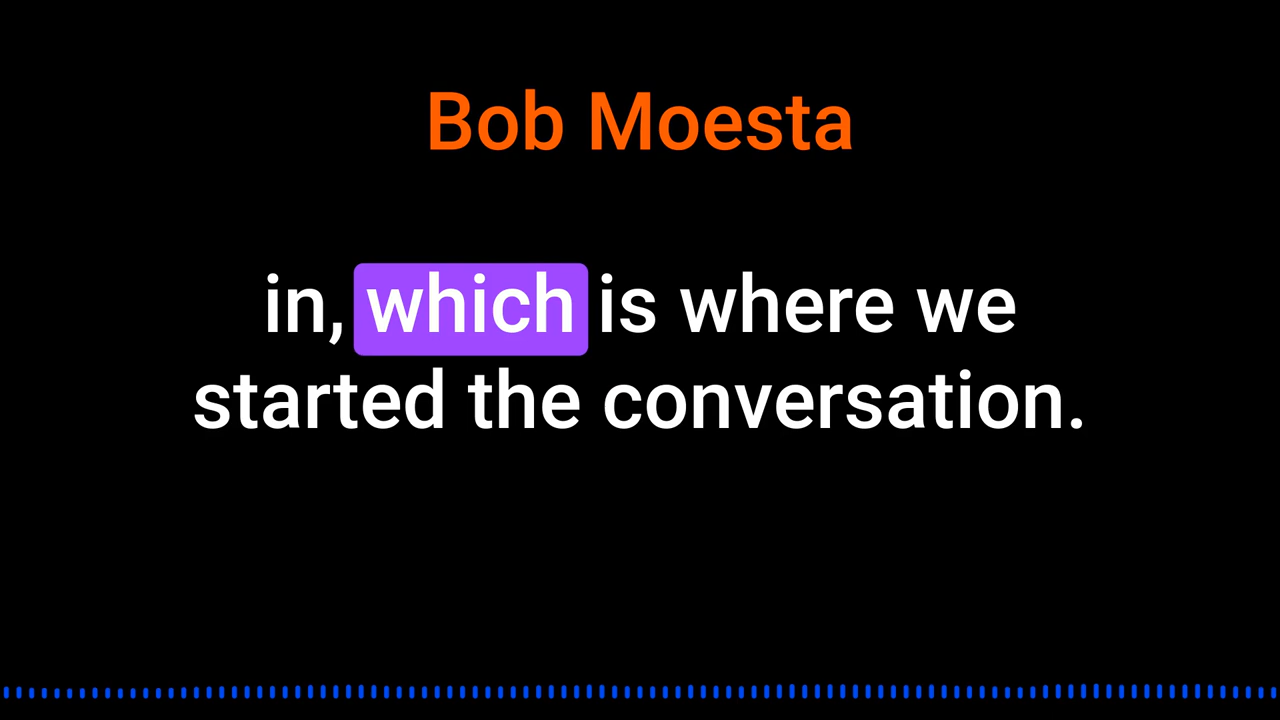 Bob Moesta
in, which is where we
started the conversation.